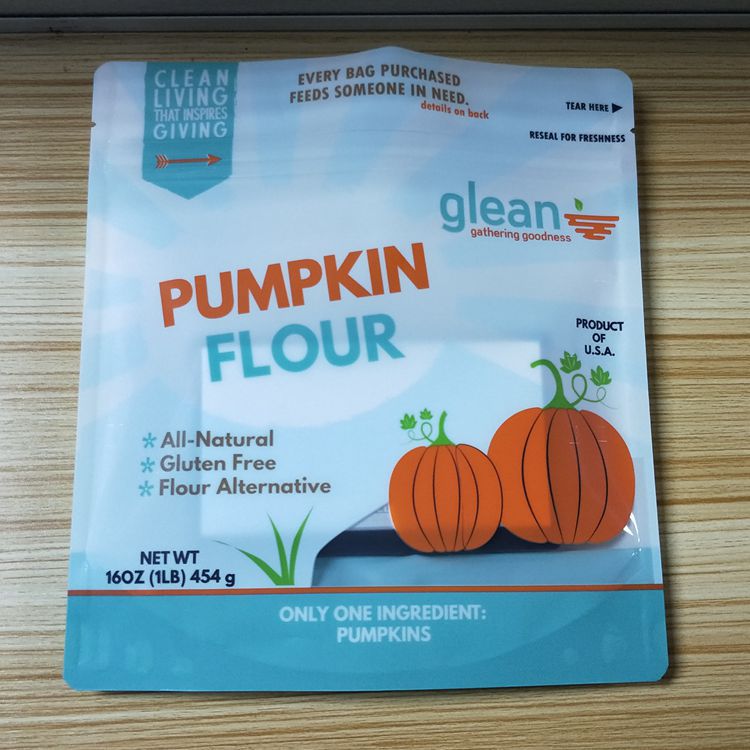 CLEAN
LIVING
THAT INSPIRES
GIVING
EVERY BAG PURCHASED
FEEDS SOMEONE IN NEED.
details on back
TEAR HERE
RESEAL FOR FRESHNESS
glean
gathering goodness
PUMPKIN
FLOUR
PRODUCT
OF
U.S.A.
* All-Natural
* Gluten Free
* Flour Alternative
NET WT
16OZ (1LB) 454 g
ONLY ONE INGREDIENT:
PUMPKINS